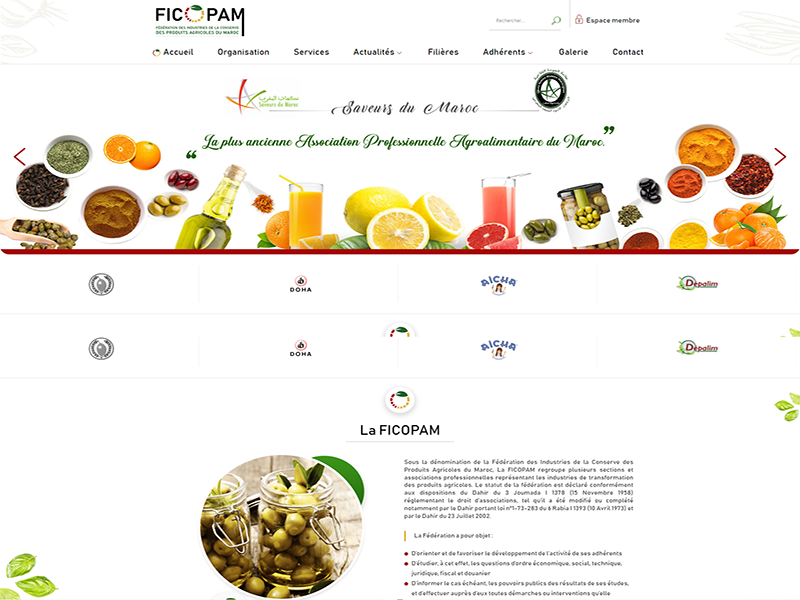 FICOPAM
FÉDÉRATION DES INDUSTRIES DE LA CONSERVE
DES PRODUITS AGRICOLES DU MAROC
Rechercher...
Espace membre
Accueil Organisation Services Actualités Filières Adhérents Galerie Contact
Saveurs du Maroc
Saveurs du Maroc
“ La plus ancienne Association Professionnelle Agroalimentaire du Maroc. ”
DOHA
AICHA
Dépalim
DOHA
AICHA
Dépalim
La FICOPAM
Sous la dénomination de la Fédération des Industries de la Conserve des
Produits Agricoles du Maroc, La FICOPAM regroupe plusieurs sections et
associations professionnelles représentant les industries de transformation
des produits agricoles. Le statut de la fédération est déclaré conformément
aux dispositions du Dahir du 3 Joumada I 1378 (15 Novembre 1958)
réglementant le droit d'associations, tel qu'il a été modifié ou complété
notamment par le Dahir portant loi n°1-73-283 du 6 Rabia I 1393 (10 Avril 1973) et
par le Dahir du 23 Juillet 2002.
La Fédération a pour objet :
D'orienter et de favoriser le développement de l'activité de ses adhérents
D'étudier, à cet effet, les questions d'ordre économique, social, technique,
juridique, fiscal et douanier
D'informer le cas échéant, les pouvoirs publics des résultats de ses études,
et d'effectuer auprès d'eux toutes démarches ou interventions qu'elle